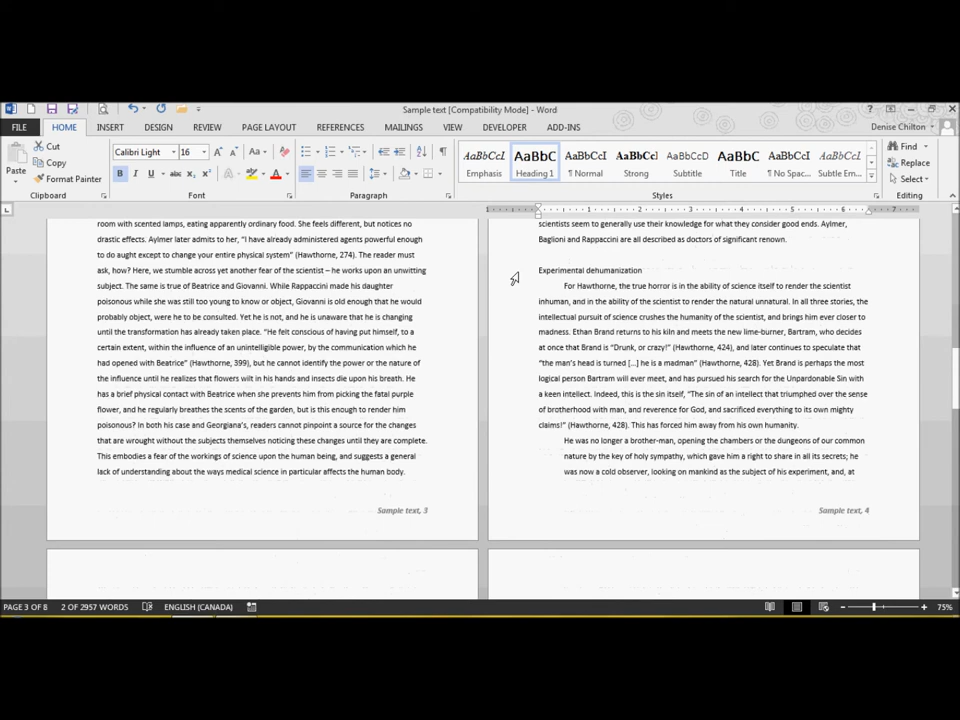 Sample text [Compatibility Mode] - Word
FILE HOME INSERT DESIGN REVIEW PAGE LAYOUT REFERENCES MAILINGS VIEW DEVELOPER ADD-INS Denise Chilton
Paste
Cut
Copy
Format Painter
Calibri Light 16
AaBbCcI AaBbC AaBbCcI AaBbCc AaBbCcD AaBbC AaBbCcI AaBbCcI
Emphasis Heading 1 ¶ Normal Strong Subtitle Title ¶ No Spac... Subtle Em...
Find
Replace
Select
Clipboard Font Paragraph Styles Editing
1 1 2 3 4 5 6 7
room with scented lamps, eating apparently ordinary food. She feels different, but notices no
drastic effects. Aylmer later admits to her, “I have already administered agents powerful enough
to do aught except to change your entire physical system” (Hawthorne, 274). The reader must
ask, how? Here, we stumble across yet another fear of the scientist – he works upon an unwitting
subject. The same is true of Beatrice and Giovanni. While Rappaccini made his daughter
poisonous while she was still too young to know or object, Giovanni is old enough that he would
probably object, were he to be consulted. Yet he is not, and he is unaware that he is changing
until the transformation has already taken place. “He felt conscious of having put himself, to a
certain extent, within the influence of an unintelligible power, by the communication which he
had opened with Beatrice” (Hawthorne, 399), but he cannot identify the power or the nature of
the influence until he realizes that flowers wilt in his hands and insects die upon his breath. He
has a brief physical contact with Beatrice when she prevents him from picking the fatal purple
flower, and he regularly breathes the scents of the garden, but is this enough to render him
poisonous? In both his case and Georgiana’s, readers cannot pinpoint a source for the changes
that are wrought without the subjects themselves noticing these changes until they are complete.
This embodies a fear of the workings of science upon the human being, and suggests a general
lack of understanding about the ways medical science in particular affects the human body.
Sample text, 3
scientists seem to generally use their knowledge for what they consider good ends. Aylmer,
Baglioni and Rappaccini are all described as doctors of significant renown.
Experimental dehumanization
For Hawthorne, the true horror is in the ability of science itself to render the scientist
inhuman, and in the ability of the scientist to render the natural unnatural. In all three stories, the
intellectual pursuit of science crushes the humanity of the scientist, and brings him ever closer to
madness. Ethan Brand returns to his kiln and meets the new lime-burner, Bartram, who decides
at once that Brand is “Drunk, or crazy!” (Hawthorne, 424), and later continues to speculate that
“the man’s head is turned [...] he is a madman” (Hawthorne, 428). Yet Brand is perhaps the most
logical person Bartram will ever meet, and has pursued his search for the Unpardonable Sin with
a keen intellect. Indeed, this is the sin itself, “The sin of an intellect that triumphed over the sense
of brotherhood with man, and reverence for God, and sacrificed everything to its own mighty
claims!” (Hawthorne, 428). This has forced him away from his own humanity.
He was no longer a brother-man, opening the chambers or the dungeons of our common
nature by the key of holy sympathy, which gave him a right to share in all its secrets; he
was now a cold observer, looking on mankind as the subject of his experiment, and, at
Sample text, 4
PAGE 3 OF 8 2 OF 2957 WORDS ENGLISH (CANADA) 75%